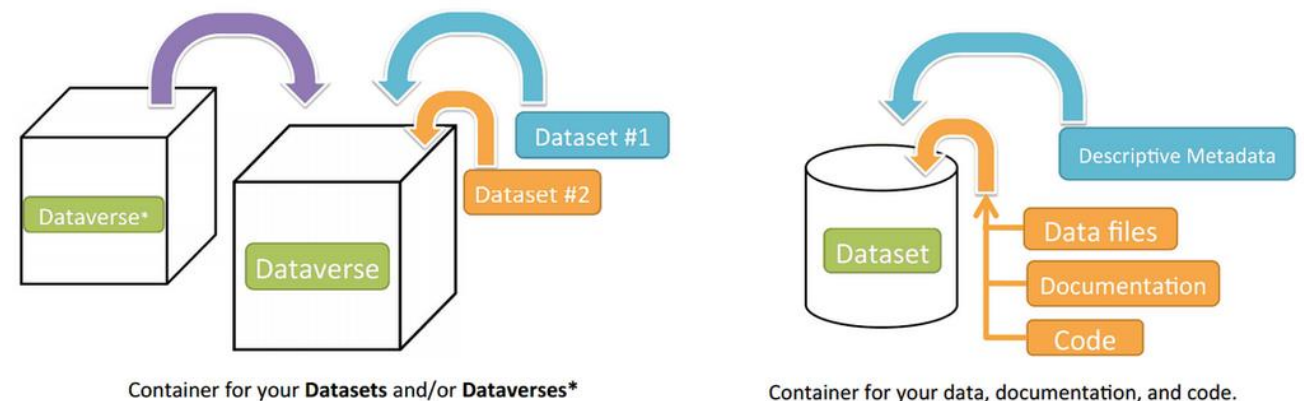 Dataverse*
Dataverse
Dataset #1
Dataset #2
Container for your Datasets and/or Dataverses*
Descriptive Metadata
Dataset
Data files
Documentation
Code
Container for your data, documentation, and code.